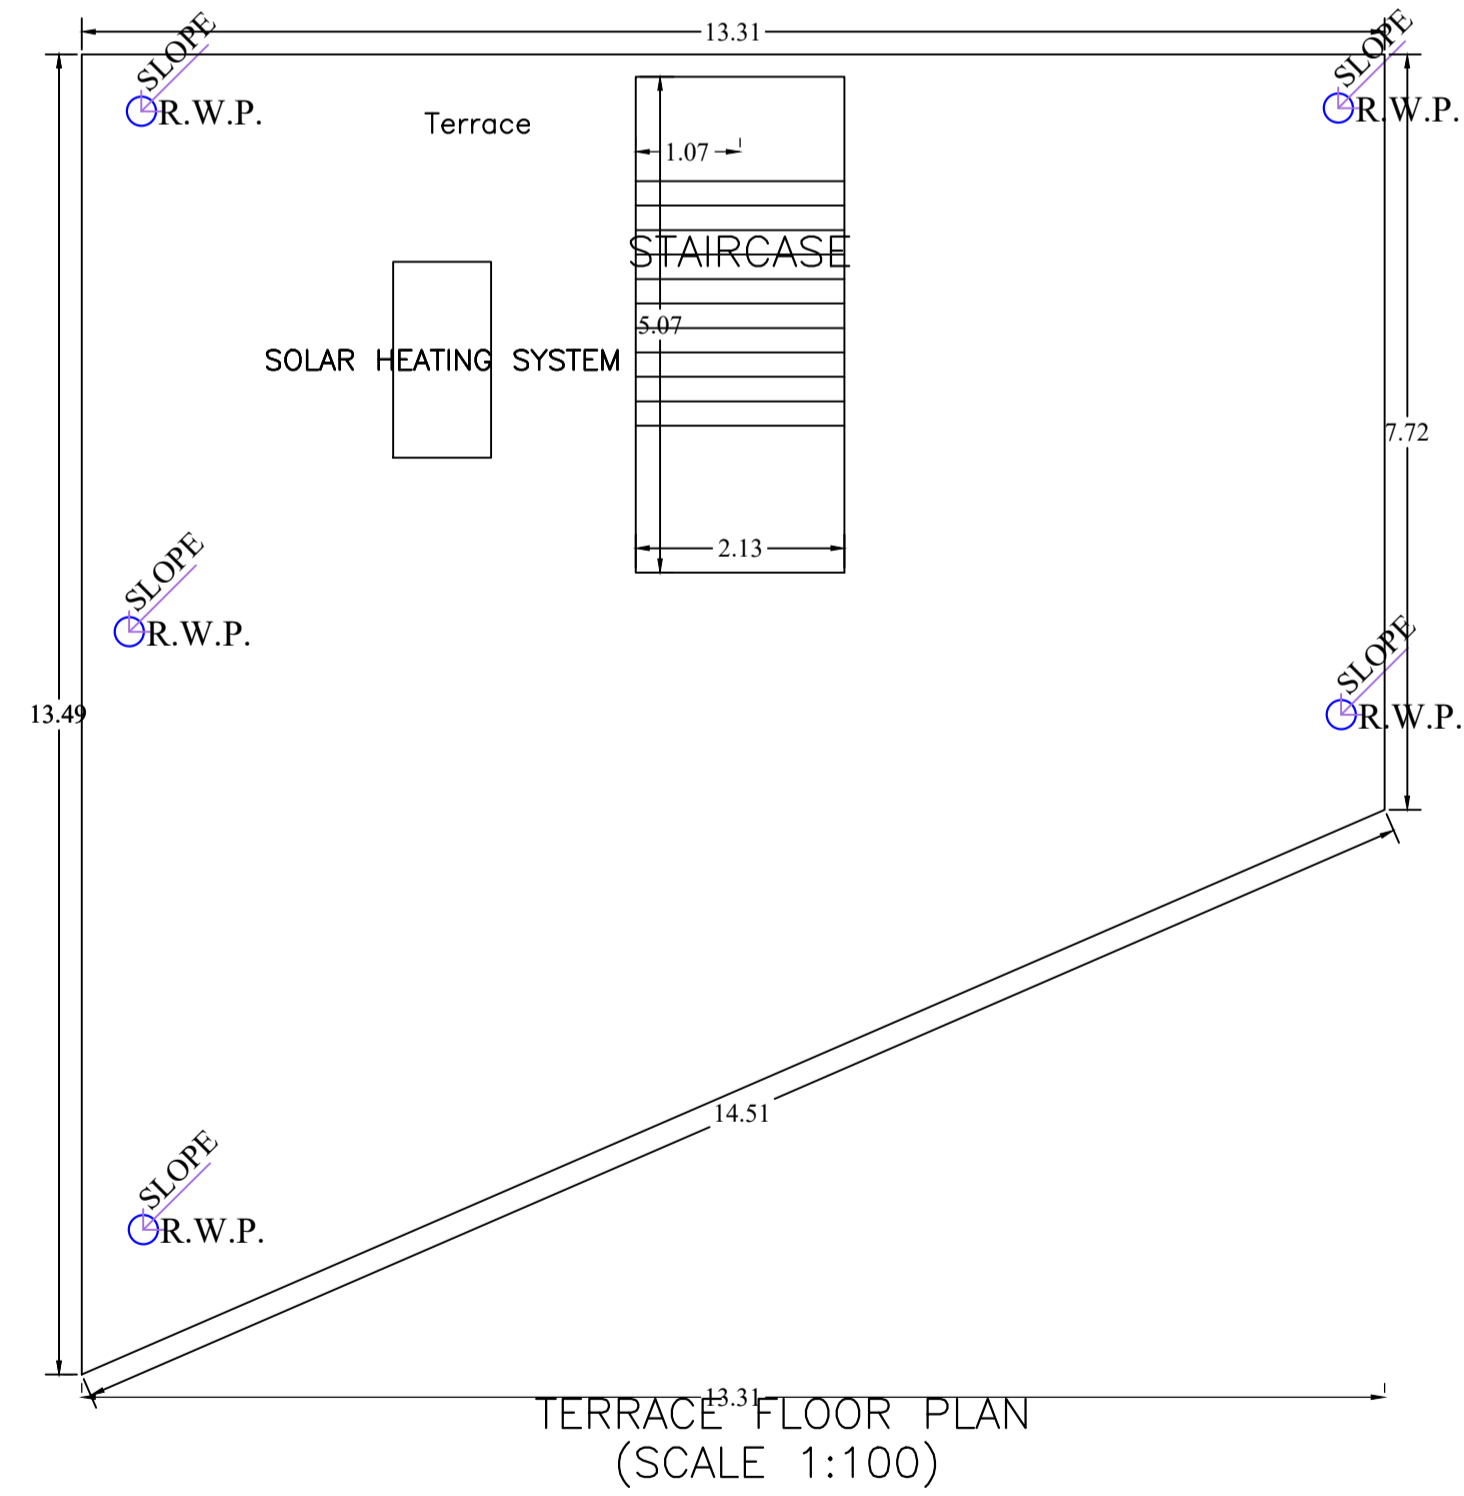 13.31
SLOPE
SLOPE
R.W.P.
Terrace
R.W.P.
1.07
STAIRCASE
5.07
SOLAR HEATING SYSTEM
7.72
2.13
SLOPE
R.W.P.
SLOPE
13.49
R.W.P.
14.51
SLOPE
R.W.P.
13.31
TERRACE FLOOR PLAN
(SCALE 1:100)